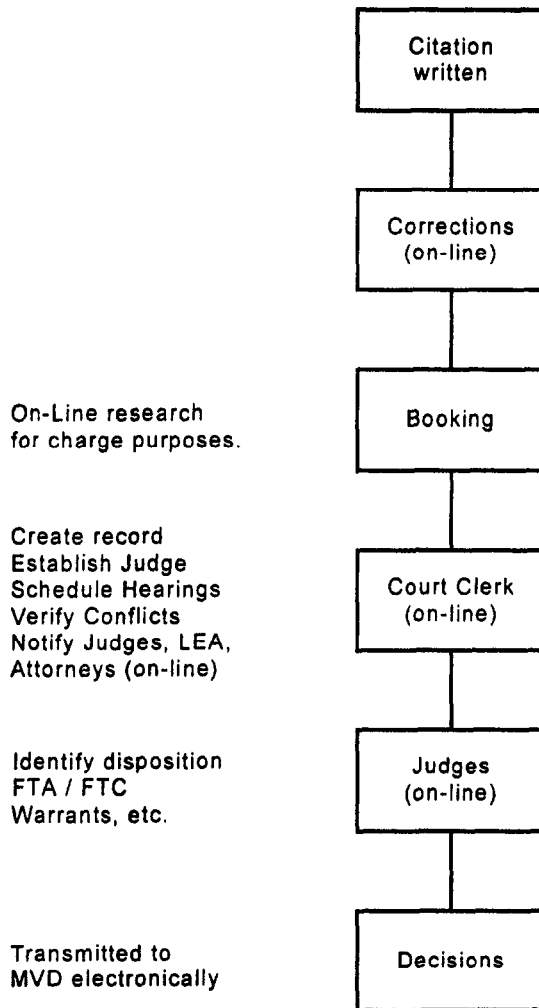 Citation
written
Corrections
(on-line)
On-Line research
for charge purposes.
Booking
Create record
Establish Judge
Schedule Hearings
Verify Conflicts
Notify Judges, LEA,
Attorneys (on-line)
Court Clerk
(on-line)
Identify disposition
FTA / FTC
Warrants, etc.
Judges
(on-line)
Transmitted to
MVD electronically
Decisions